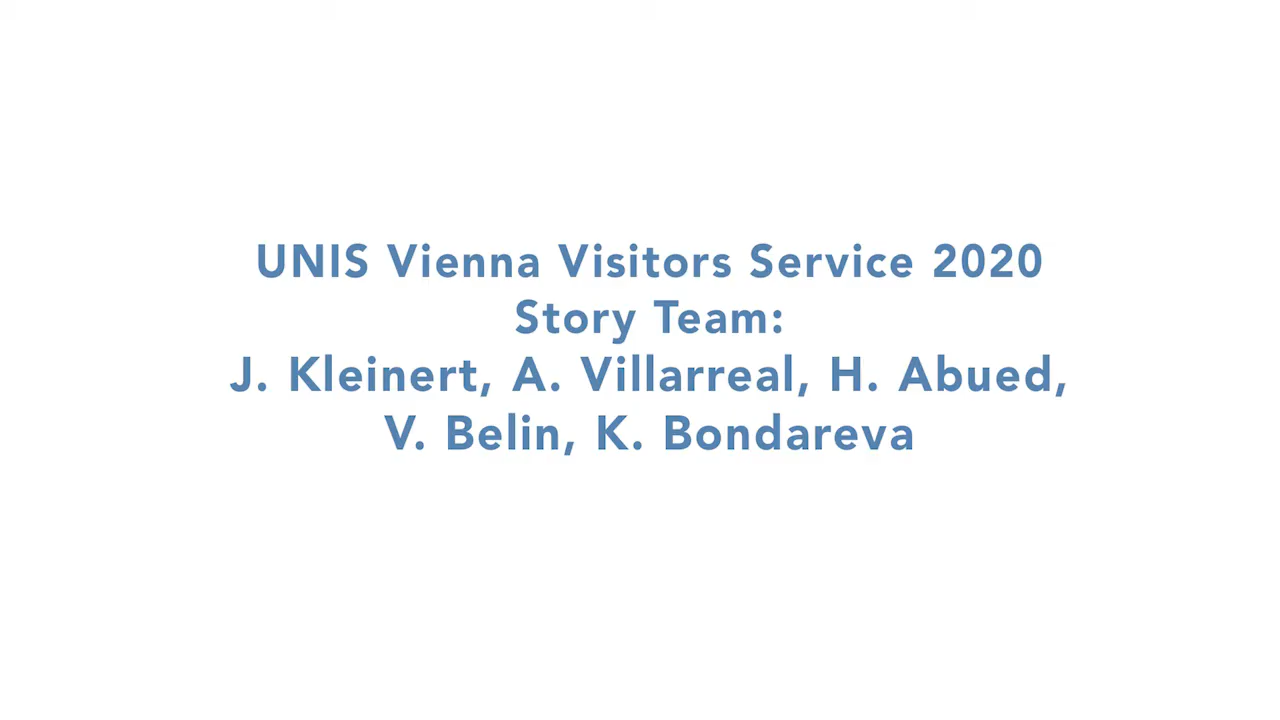 UNIS Vienna Visitors Service 2020
Story Team:
J. Kleinert, A. Villarreal, H. Abued,
V. Belin, K. Bondareva